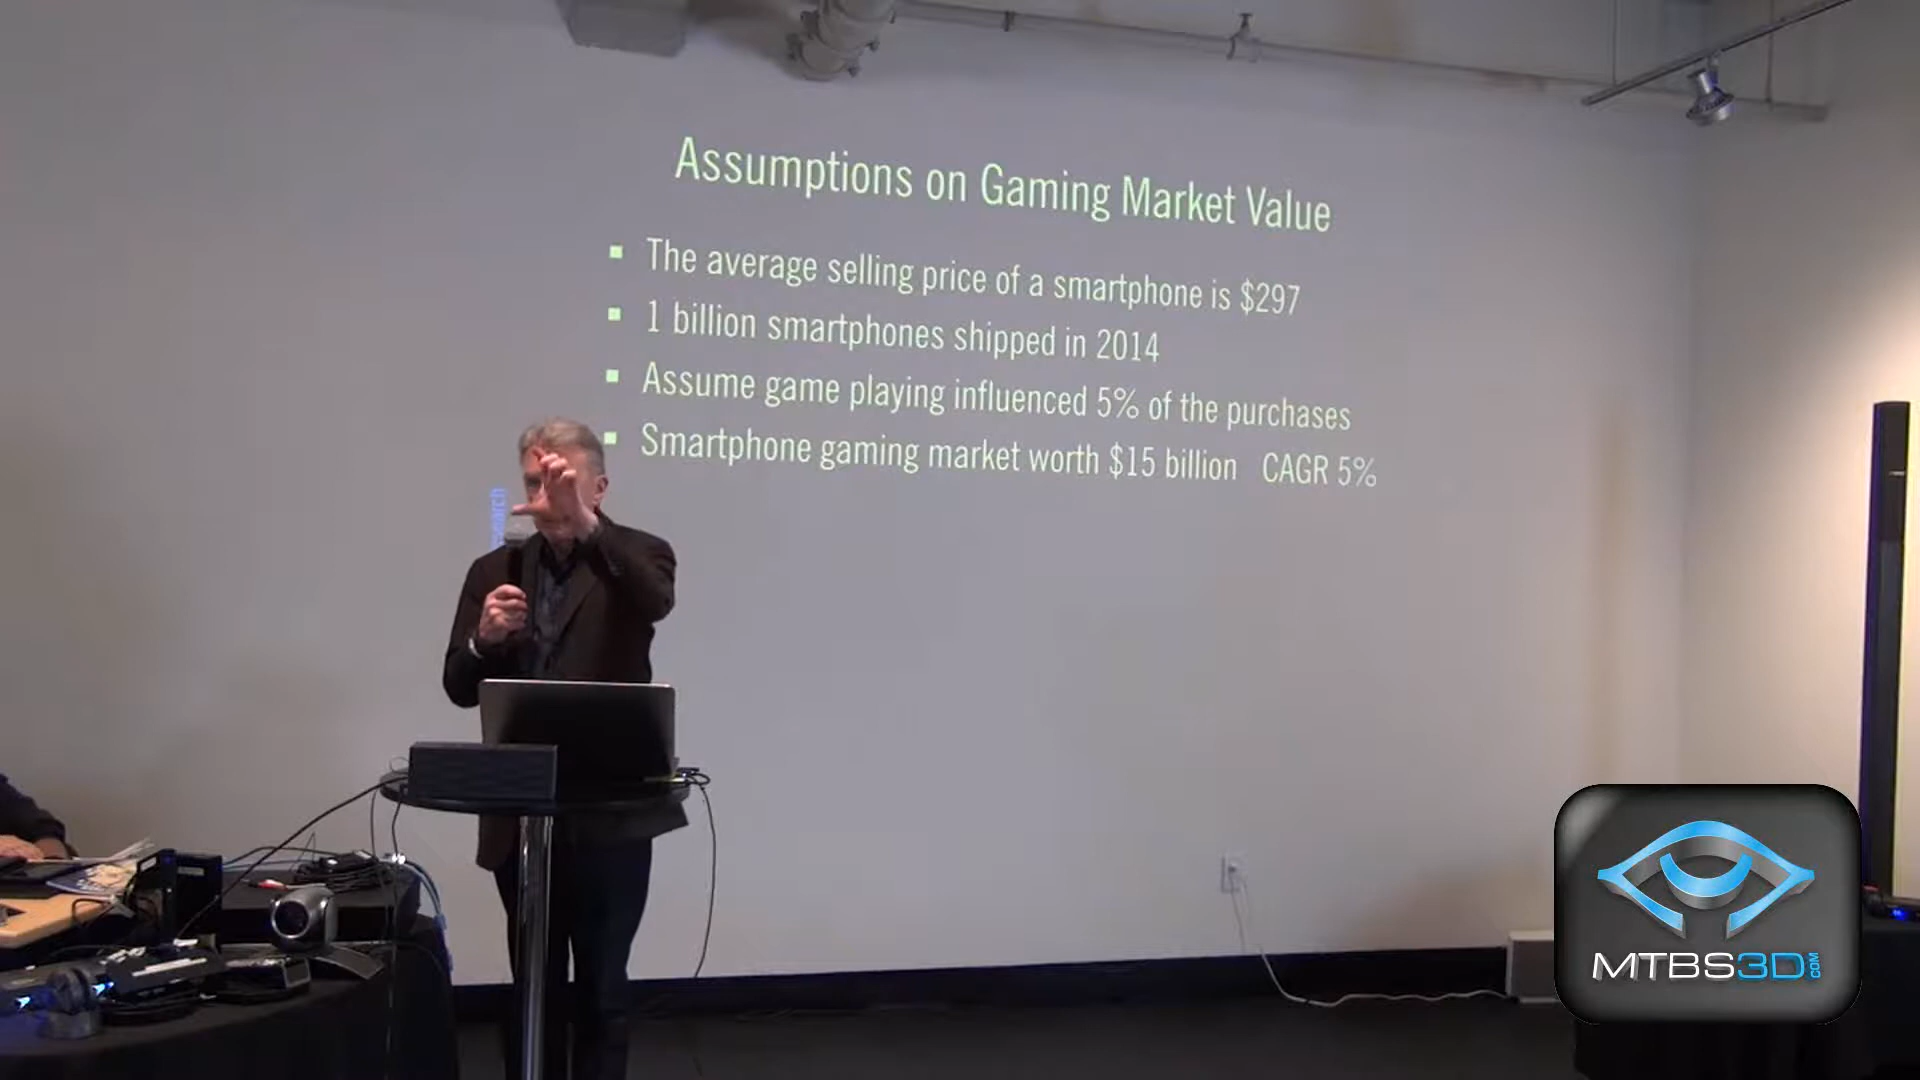 Assumptions on Gaming Market Value
▪ The average selling price of a smartphone is $297
▪ 1 billion smartphones shipped in 2014
▪ Assume game playing influenced 5% of the purchases
▪ Smartphone gaming market worth $15 billion CAGR 5%
MTBS3D.COM